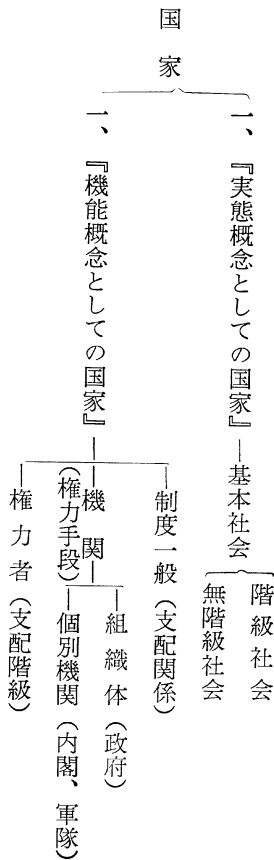 国家
一、『実態概念としての国家』
基本社会
階級社会
無階級社会
一、『機能概念としての国家』
制度一般（支配関係）
機関
（権力手段）
組織体（政府）
個別機関（内閣、軍隊）
権力者（支配階級）